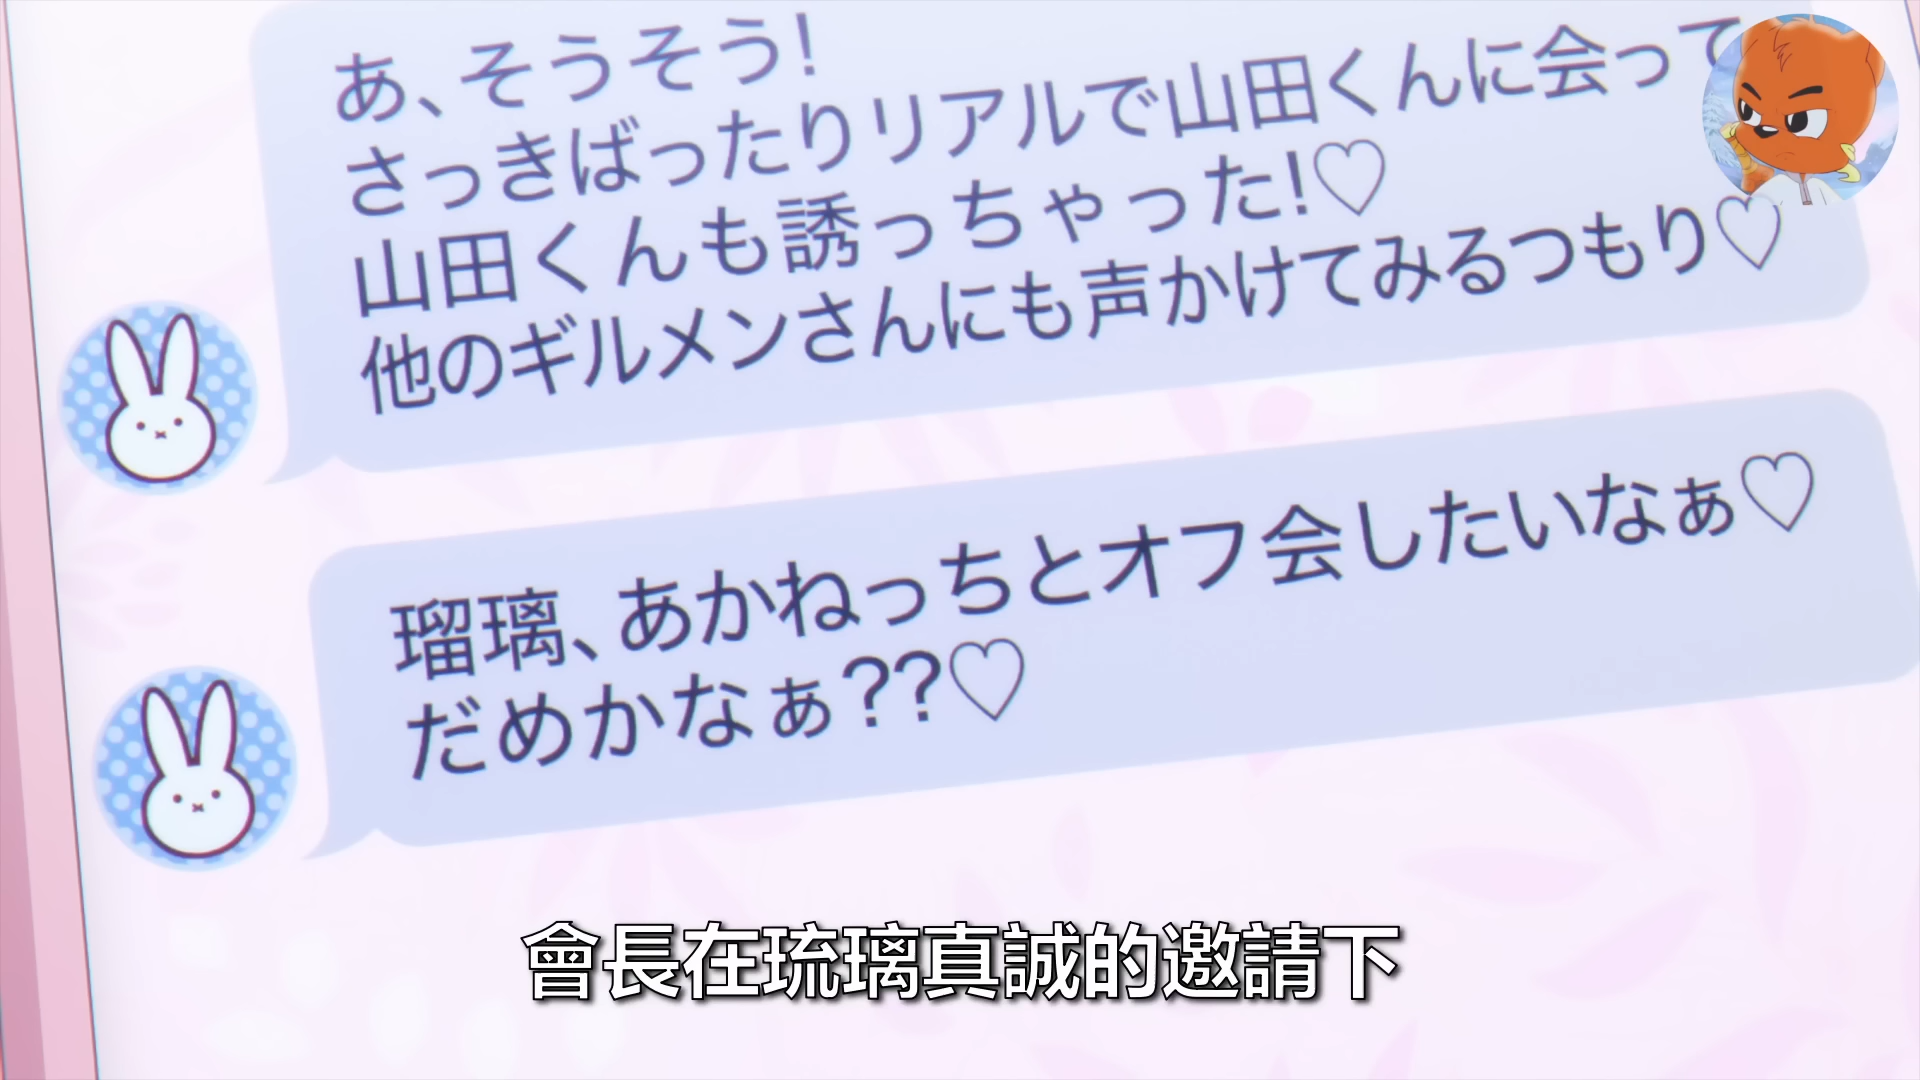 あ、そうそう!
さっきばったりリアルで山田くんに会って
山田くんも誘っちゃった!♡
他のギルメンさんにも声かけてみるつもり♡
瑠璃、あかねっちとオフ会したいなぁ♡
だめかなぁ??♡
會長在琉璃真誠的邀請下